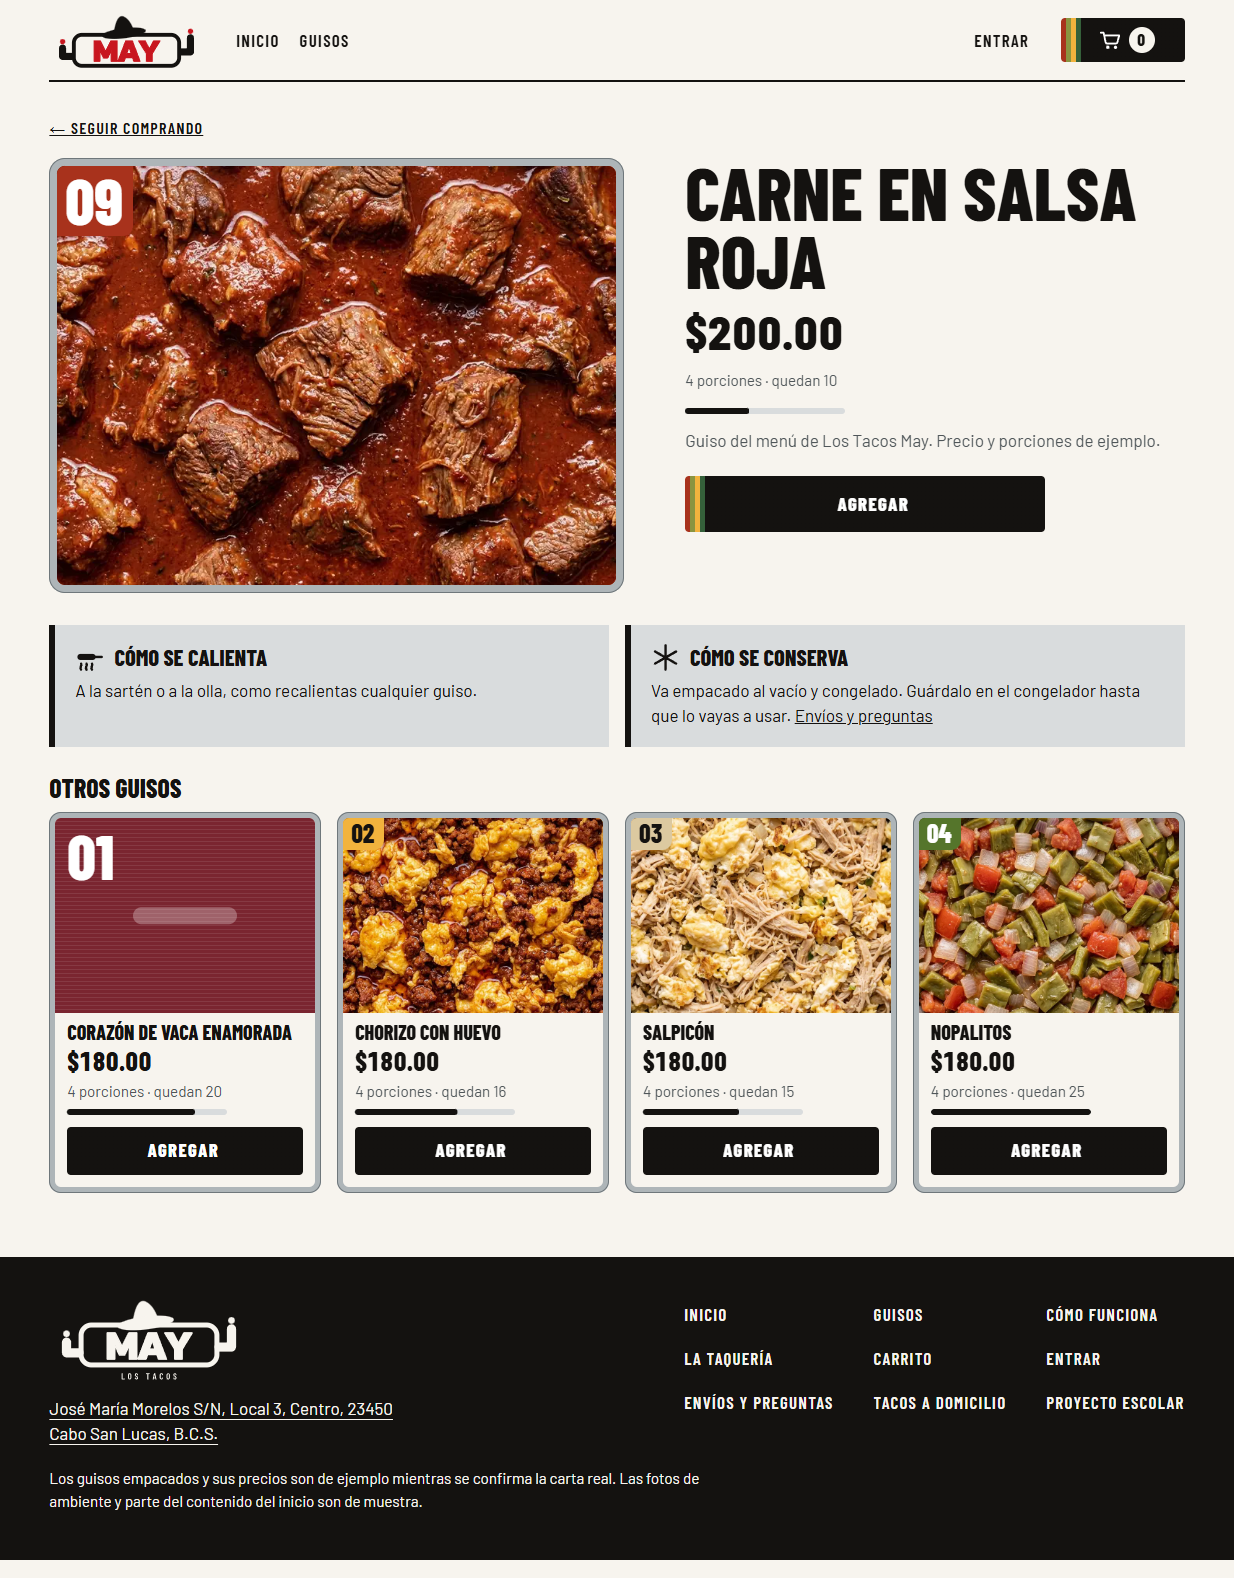 MAY
INICIO
GUISOS
ENTRAR
0
← SEGUIR COMPRANDO
09
CARNE EN SALSA
ROJA
$200.00
4 porciones · quedan 10
Guiso del menú de Los Tacos May. Precio y porciones de ejemplo.
AGREGAR
CÓMO SE CALIENTA
A la sartén o a la olla, como recalientas cualquier guiso.
CÓMO SE CONSERVA
Va empacado al vacío y congelado. Guárdalo en el congelador hasta
que lo vayas a usar. Envíos y preguntas
OTROS GUISOS
01
CORAZÓN DE VACA ENAMORADA
$180.00
4 porciones · quedan 20
AGREGAR
02
CHORIZO CON HUEVO
$180.00
4 porciones · quedan 16
AGREGAR
03
SALPICÓN
$180.00
4 porciones · quedan 15
AGREGAR
04
NOPALITOS
$180.00
4 porciones · quedan 25
AGREGAR
MAY
LOS TACOS
José María Morelos S/N, Local 3, Centro, 23450
Cabo San Lucas, B.C.S.
INICIO
GUISOS
CÓMO FUNCIONA
LA TAQUERÍA
CARRITO
ENTRAR
ENVÍOS Y PREGUNTAS
TACOS A DOMICILIO
PROYECTO ESCOLAR
Los guisos empacados y sus precios son de ejemplo mientras se confirma la carta real. Las fotos de
ambiente y parte del contenido del inicio son de muestra.